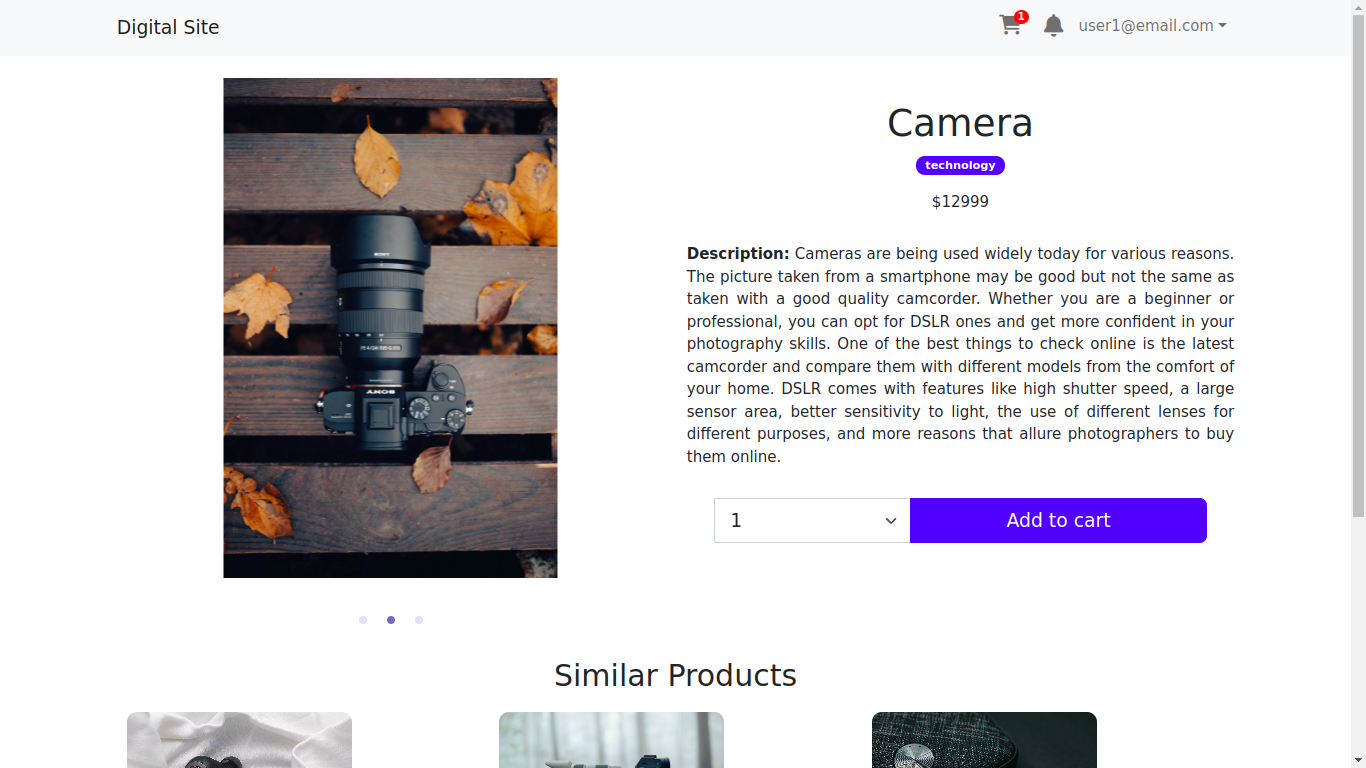 Digital Site
1
user1@email.com
Camera
technology
$12999
Description: Cameras are being used widely today for various reasons.
The picture taken from a smartphone may be good but not the same as
taken with a good quality camcorder. Whether you are a beginner or
professional, you can opt for DSLR ones and get more confident in your
photography skills. One of the best things to check online is the latest
camcorder and compare them with different models from the comfort of
your home. DSLR comes with features like high shutter speed, a large
sensor area, better sensitivity to light, the use of different lenses for
different purposes, and more reasons that allure photographers to buy
them online.
1
Add to cart
SONY
SONY
Similar Products